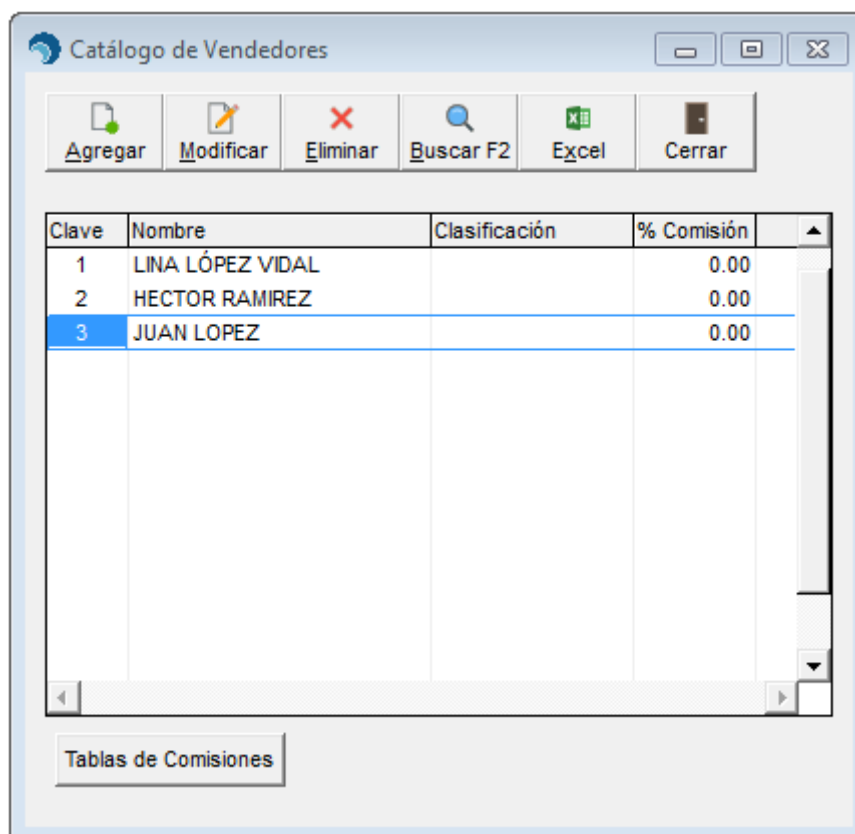 Catálogo de Vendedores
Agregar Modificar Eliminar Buscar F2 Excel Cerrar
Clave Nombre Clasificación % Comisión
1 LINA LÓPEZ VIDAL 0.00
2 HECTOR RAMIREZ 0.00
3 JUAN LOPEZ 0.00
Tablas de Comisiones